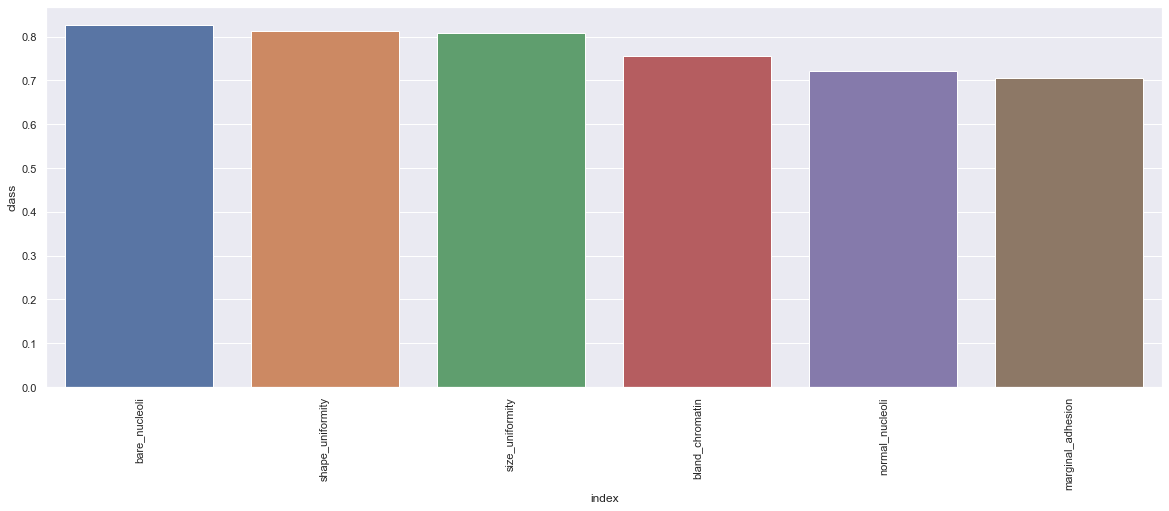 0.8
0.7
0.6
0.5
0.4
0.3
0.2
0.1
0.0
class
bare_nucleoli
shape_uniformity
size_uniformity
bland_chromatin
normal_nucleoli
marginal_adhesion
index